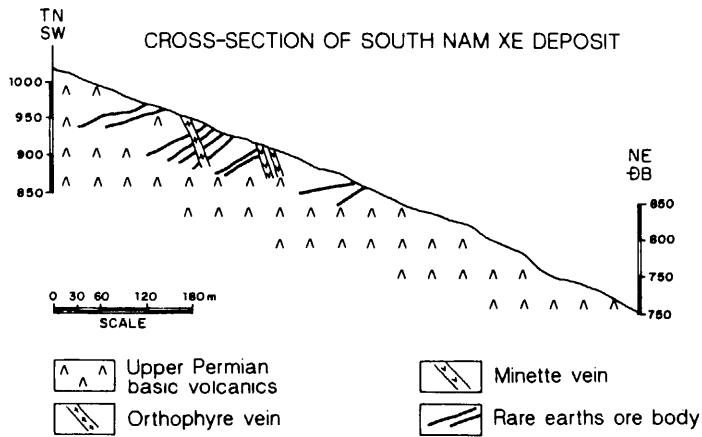 TN
SW
CROSS-SECTION OF SOUTH NAM XE DEPOSIT
1000
950
900
850
NE
ĐB
850
800
750
750
0 30 60 120 180 m
SCALE
Upper Permian
basic volcanics
Minette vein
Orthophyre vein
Rare earths ore body